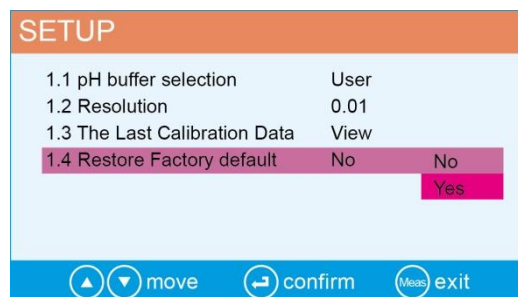 SETUP
1.1 pH buffer selection User
1.2 Resolution 0.01
1.3 The Last Calibration Data View
1.4 Restore Factory default No No
Yes
move confirm Meas exit